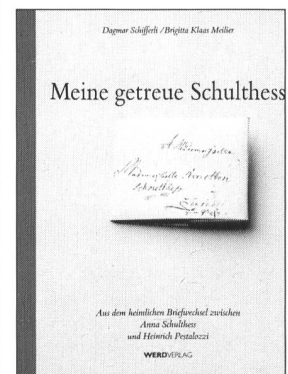 Dagmar Schifferli / Brigitta Klaas Meilier
Meine getreue Schulthess
Aus dem heimlichen Briefwechsel zwischen
Anna Schulthess
und Heinrich Pestalozzi
WERDVERLAG